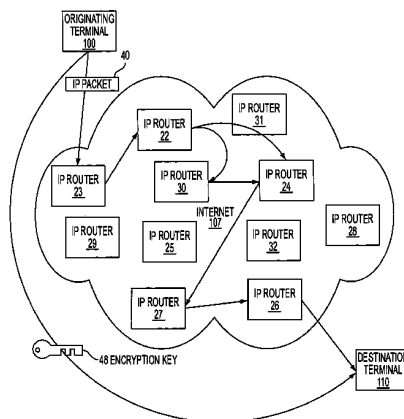 ORIGINATING
TERMINAL
100
40
IP PACKET
IP ROUTER
31
IP ROUTER
22
IP ROUTER
23
IP ROUTER
30
IP ROUTER
24
INTERNET
107
IP ROUTER
29
IP ROUTER
25
IP ROUTER
32
IP ROUTER
28
IP ROUTER
27
IP ROUTER
26
48 ENCRYPTION KEY
DESTINATION
TERMINAL
110